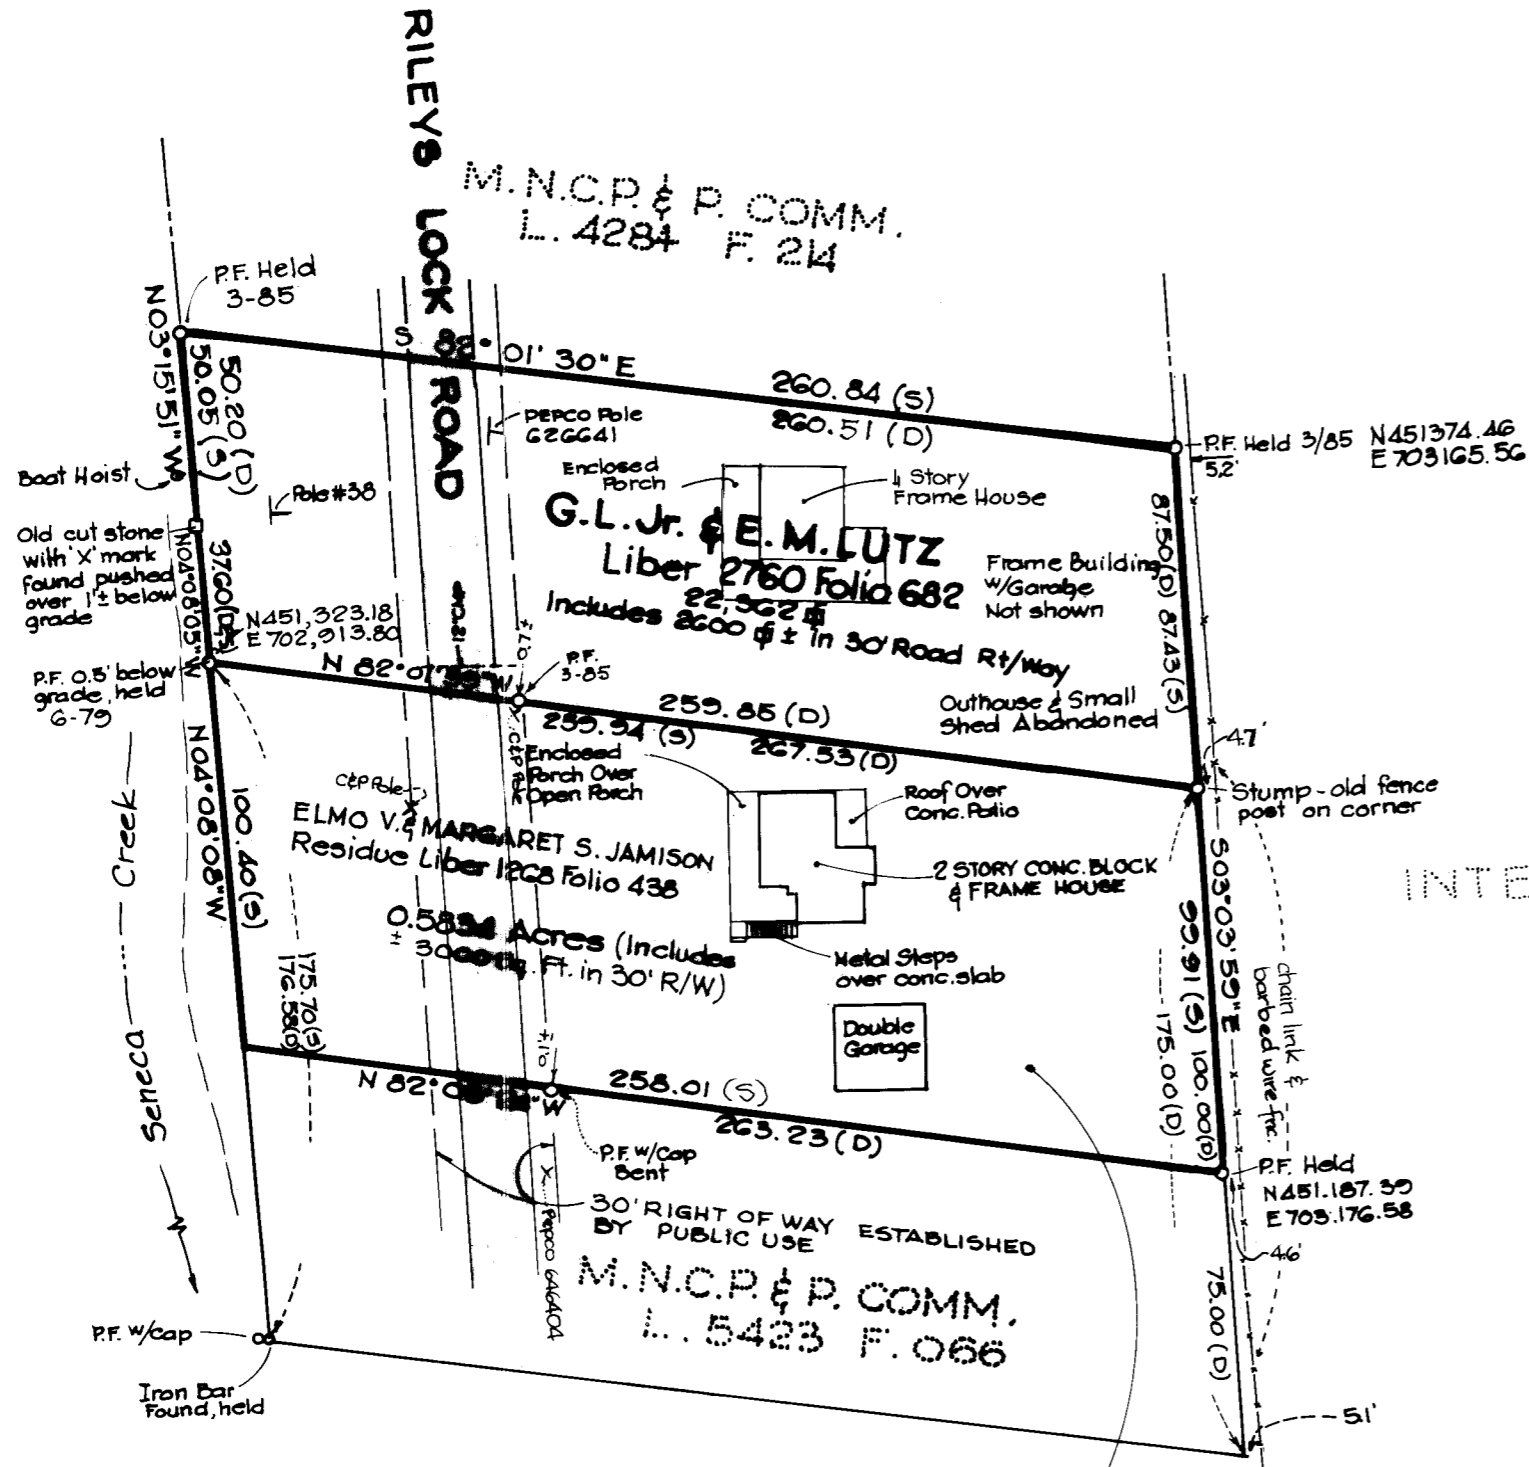 RILEYS LOCK ROAD
M.N.C.P. & P. COMM.
L. 4284 F. 214
P.F. Held
3-85
N03°15'51"W
50.20 (D)
50.05 (S)
S 82° 01' 30" E
260.84 (S)
260.51 (D)
P.F. Held 3/85
N451374.46
E 703165.56
5.2'
PEPCO Pole
626641
Boat Hoist
Pole #38
Enclosed
Porch
Story
Frame House
G.L.Jr. & E.M. LUTZ
Liber 2760 Folio 682
Includes 2600 ± in 30' Road Rt/Way
Frame Building
w/Garage
Not shown
87.50 (D) 87.43 (S)
Old cut stone
with 'X' mark
found pushed
over 1'± below
grade
N04°08'05"W
N451,323.18
E 702,913.80
P.F. 0.5' below
grade, held
6-79
P.F.
3-85
259.85 (D)
259.94 (S)
267.53 (D)
Outhouse & Small
Shed Abandoned
4.7'
Stump-old fence
post on corner
N04°08'08"W
100.40 (S)
C&P Pole
Enclosed
Porch Over
Open Porch
Roof Over
Conc. Patio
ELMO V. & MARGARET S. JAMISON
Residue Liber 1268 Folio 438
Acres (Includes
Ft. in 30' R/W)
2 STORY CONC. BLOCK
& FRAME HOUSE
Metal Steps
over conc. slab
Double
Garage
S03°03'59"E
99.91 (S) 100.00 (D)
175.00 (D)
chain link &
barbed wire fnc.
INTE
Seneca Creek
175.70 (S)
176.58 (D)
258.01 (S)
263.23 (D)
P.F. w/Cap
Bent
P.F. Held
N451.187.39
E 703.176.58
4.6'
30' RIGHT OF WAY ESTABLISHED
BY PUBLIC USE
Pepco 646404
M.N.C.P. & P. COMM.
L. 5423 F. 066
75.00 (D)
N
P.F. w/Cap
Iron Bar
Found, held
5.1'